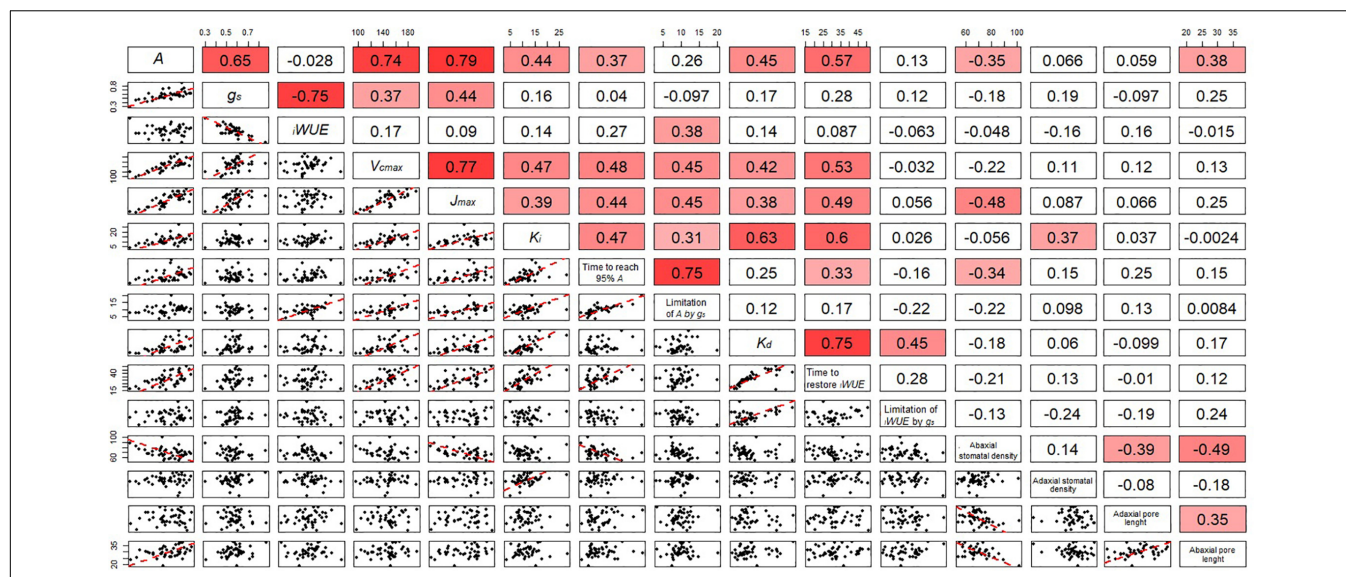 0.3 0.5 0.7
100 140 180
5 15 25
5 10 15 20
15 25 35 45
60 80 100
20 25 30 35
A 0.65 -0.028 0.74 0.79 0.44 0.37 0.26 0.45 0.57 0.13 -0.35 0.066 0.059 0.38
0.3 0.8 gs -0.75 0.37 0.44 0.16 0.04 -0.097 0.17 0.28 0.12 -0.18 0.19 -0.097 0.25
iWUE 0.17 0.09 0.14 0.27 0.38 0.14 0.087 -0.063 -0.048 -0.16 0.16 -0.015
100 Vcmax 0.77 0.47 0.48 0.45 0.42 0.53 -0.032 -0.22 0.11 0.12 0.13
Jmax 0.39 0.44 0.45 0.38 0.49 0.056 -0.48 0.087 0.066 0.25
5 20 Ki 0.47 0.31 0.63 0.6 0.026 -0.056 0.37 0.037 -0.0024
Time to reach
95% A
0.75 0.25 0.33 -0.16 -0.34 0.15 0.25 0.15
5 15
Limitation
of A by gs
0.12 0.17 -0.22 -0.22 0.098 0.13 0.0084
Kd 0.75 0.45 -0.18 0.06 -0.099 0.17
15 40
Time to
restore iWUE
0.28 -0.21 0.13 -0.01 0.12
Limitation of
iWUE by gs
-0.13 -0.24 -0.19 0.24
60 100
Abaxial
stomatal density
0.14 -0.39 -0.49
Adaxial stomatal
density
-0.08 -0.18
Adaxial pore
lenght
0.35
20 35
Abaxial pore
lenght